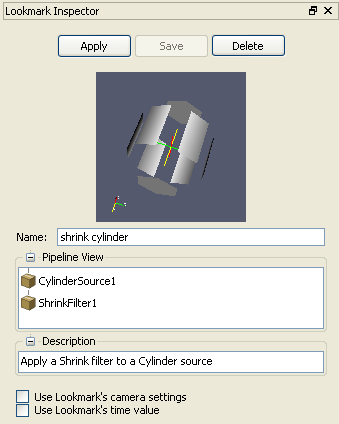 Lookmark Inspector
Apply Save Delete
Name: shrink cylinder
Pipeline View
CylinderSource1
ShrinkFilter1
Description
Apply a Shrink filter to a Cylinder source
Use Lookmark's camera settings
Use Lookmark's time value